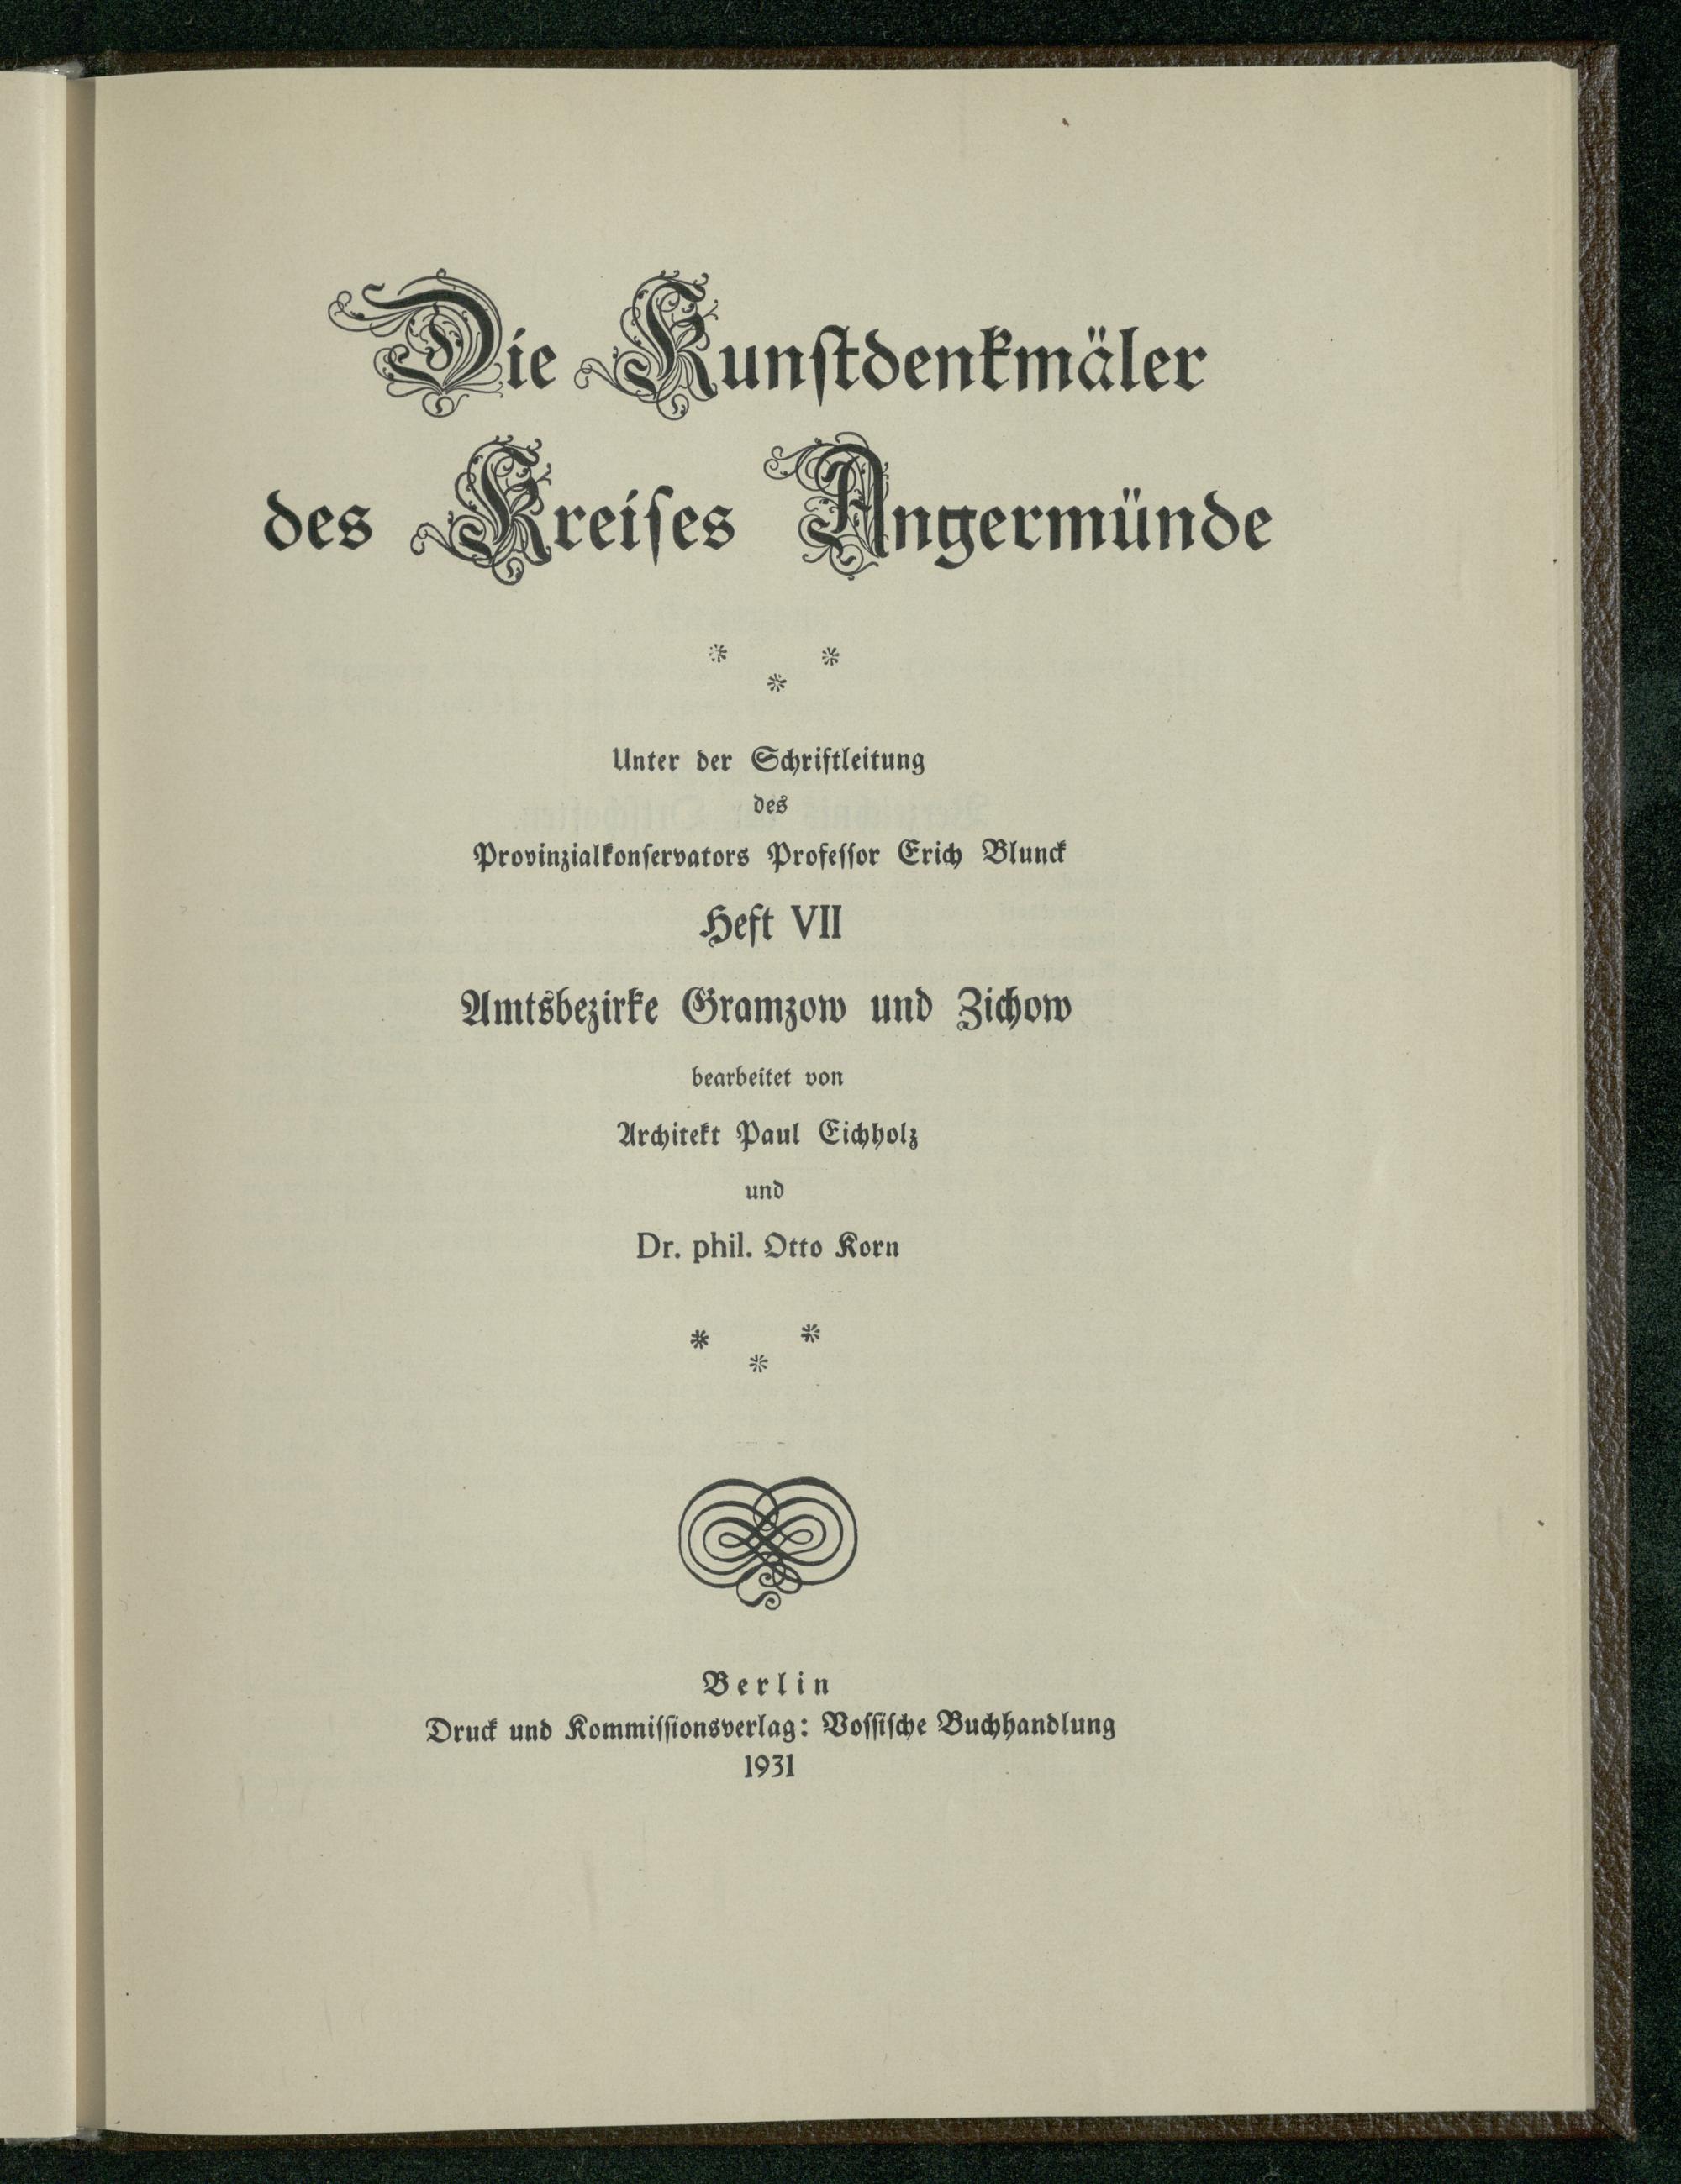 Die Kunſtdenkmäler
des Kreiſes Angermünde
* * *
Unter der Schriftleitung
des
Provinzialkonſervators Profeſſor Erich Blunck
Heft VII
Amtsbezirke Gramzow und Zichow
bearbeitet von
Architekt Paul Eichholz
und
Dr. phil. Otto Korn
* * *
Berlin
Druck und Kommiſſionsverlag: Voſſiſche Buchhandlung
1931